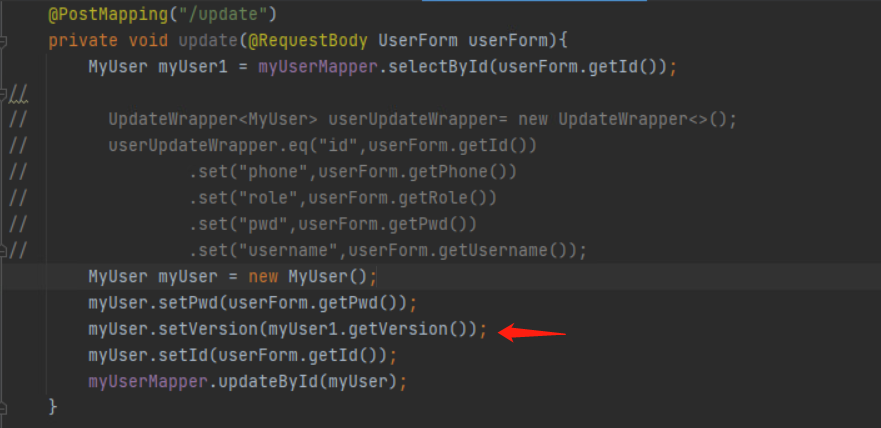 @PostMapping("/update")
private void update(@RequestBody UserForm userForm){
MyUser myUser1 = myUserMapper.selectById(userForm.getId());
//
// UpdateWrapper<MyUser> userUpdateWrapper= new UpdateWrapper<>();
// userUpdateWrapper.eq("id",userForm.getId())
// .set("phone",userForm.getPhone())
// .set("role",userForm.getRole())
// .set("pwd",userForm.getPwd())
// .set("username",userForm.getUsername());
MyUser myUser = new MyUser();
myUser.setPwd(userForm.getPwd());
myUser.setVersion(myUser1.getVersion());
myUser.setId(userForm.getId());
myUserMapper.updateById(myUser);
}